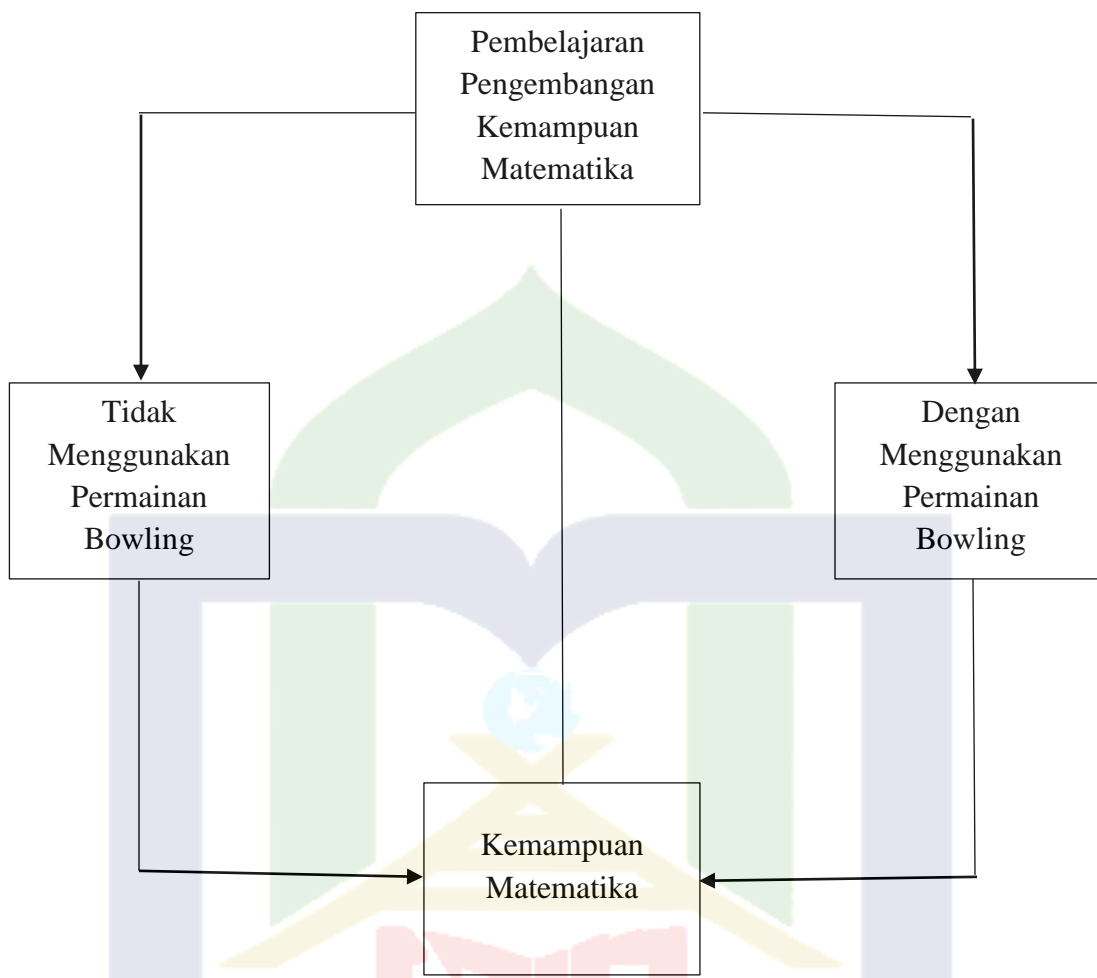 Pembelajaran
Pengembangan
Kemampuan
Matematika
Tidak
Menggunakan
Permainan
Bowling
Dengan
Menggunakan
Permainan
Bowling
Kemampuan
Matematika